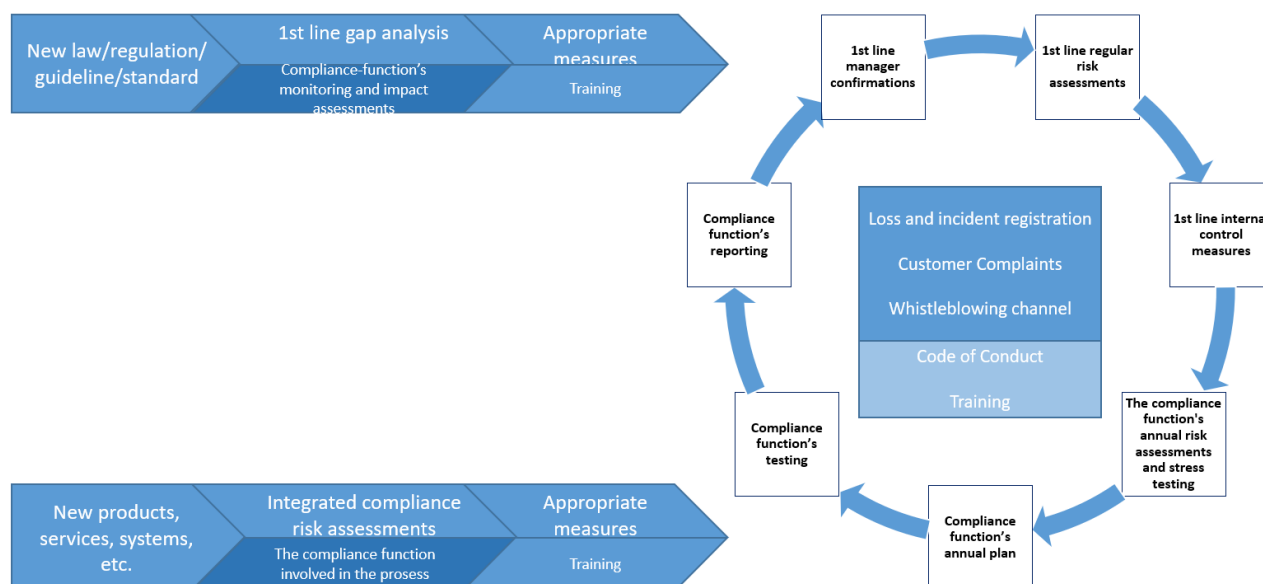 New law/regulation/
guideline/standard
1st line gap analysis
Compliance-function's
monitoring and impact
assessments
Appropriate
measures
Training
1st line
manager
confirmations
1st line regular
risk
assessments
1st line interna
control
measures
The compliance
function's
annual risk
assessments
and stress
testing
Compliance
function's
annual plan
Compliance
function's
testing
Compliance
function's
reporting
Loss and incident registration
Customer Complaints
Whistleblowing channel
Code of Conduct
Training
New products,
services, systems,
etc.
Integrated compliance
risk assessments
The compliance function
involved in the prosess
Appropriate
measures
Training